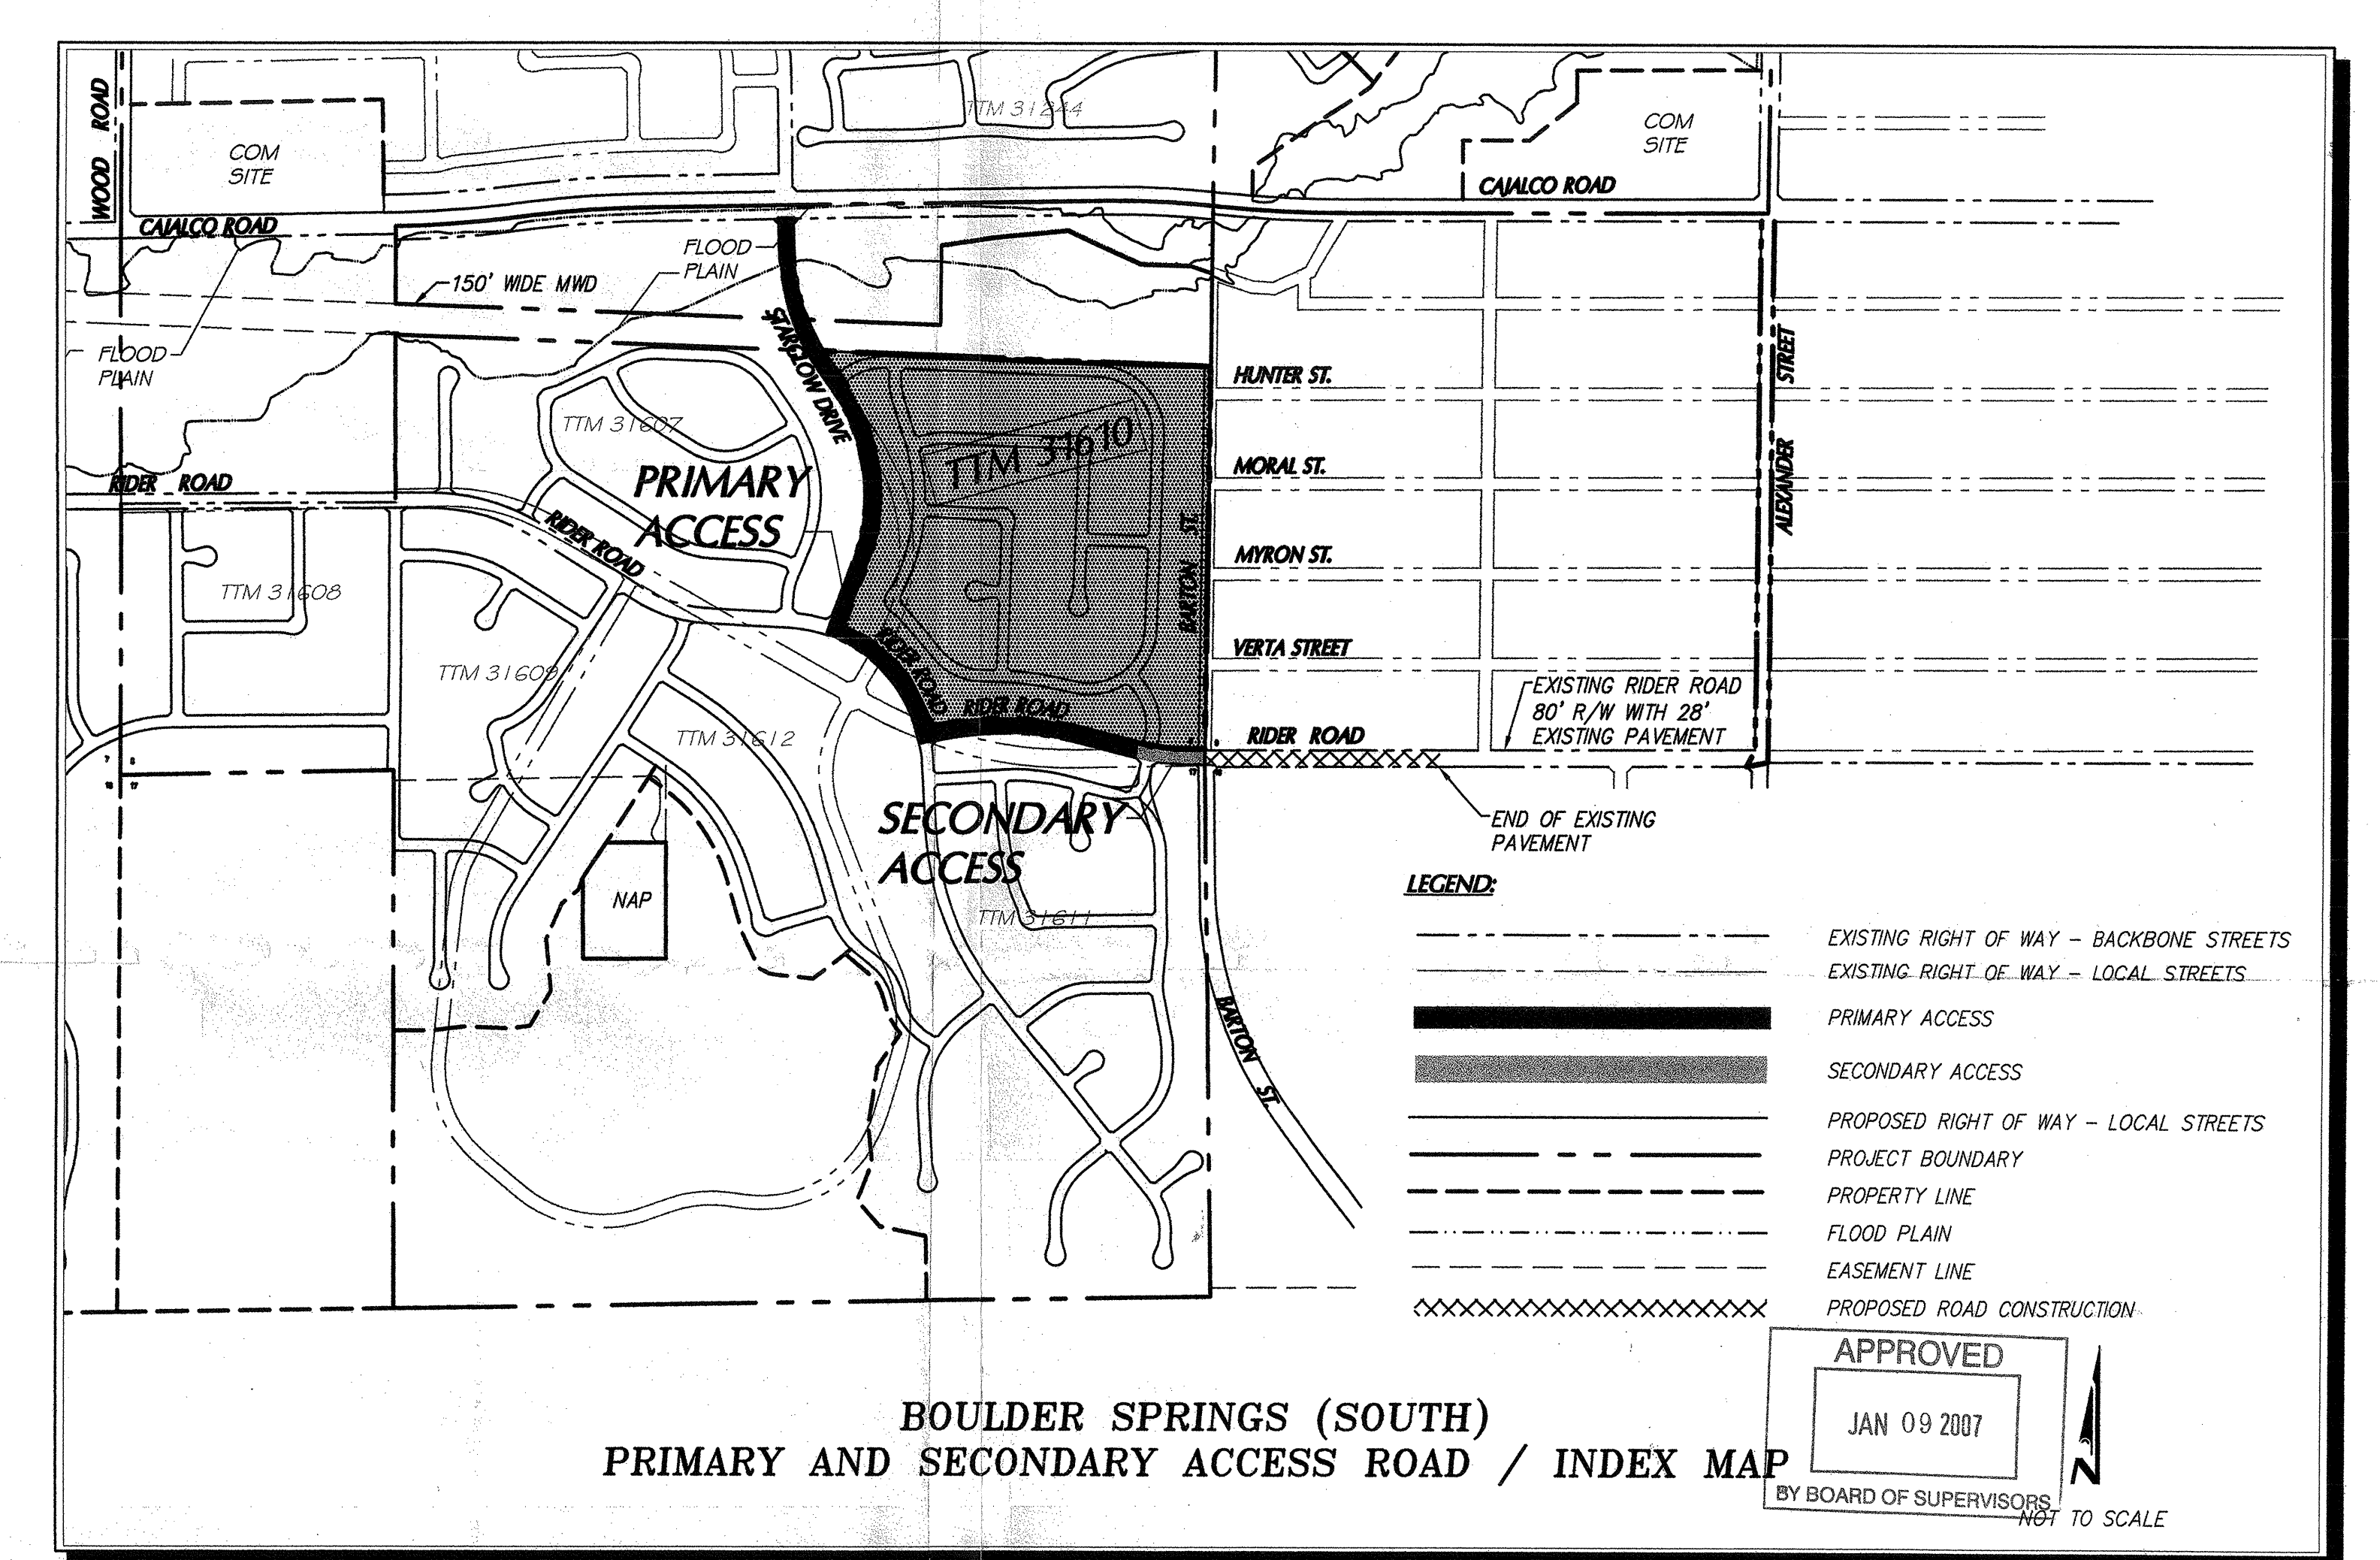 WOOD ROAD
COM
SITE
TTM 31244
COM
SITE
CAJALCO ROAD
CAJALCO ROAD
FLOOD
PLAIN
150' WIDE MWD
FLOOD
PLAIN
STARGLOW DRIVE
HUNTER ST.
ALEXANDER STREET
TTM 31607
TTM 31610
MORAL ST.
RIDER ROAD
PRIMARY
ACCESS
RIDER ROAD
BARTON ST.
MYRON ST.
TTM 31608
VERTA STREET
TTM 31609
RIDER ROAD
RIDER ROAD
EXISTING RIDER ROAD
80' R/W WITH 28'
EXISTING PAVEMENT
TTM 31612
RIDER ROAD
SECONDARY
ACCESS
END OF EXISTING
PAVEMENT
NAP
TTM 31611
BARTON ST.
LEGEND:
EXISTING RIGHT OF WAY – BACKBONE STREETS
EXISTING RIGHT OF WAY – LOCAL STREETS
PRIMARY ACCESS
SECONDARY ACCESS
PROPOSED RIGHT OF WAY – LOCAL STREETS
PROJECT BOUNDARY
PROPERTY LINE
FLOOD PLAIN
EASEMENT LINE
PROPOSED ROAD CONSTRUCTION
APPROVED
JAN 09 2007
BY BOARD OF SUPERVISORS
BOULDER SPRINGS (SOUTH)
PRIMARY AND SECONDARY ACCESS ROAD / INDEX MAP
N
NOT TO SCALE